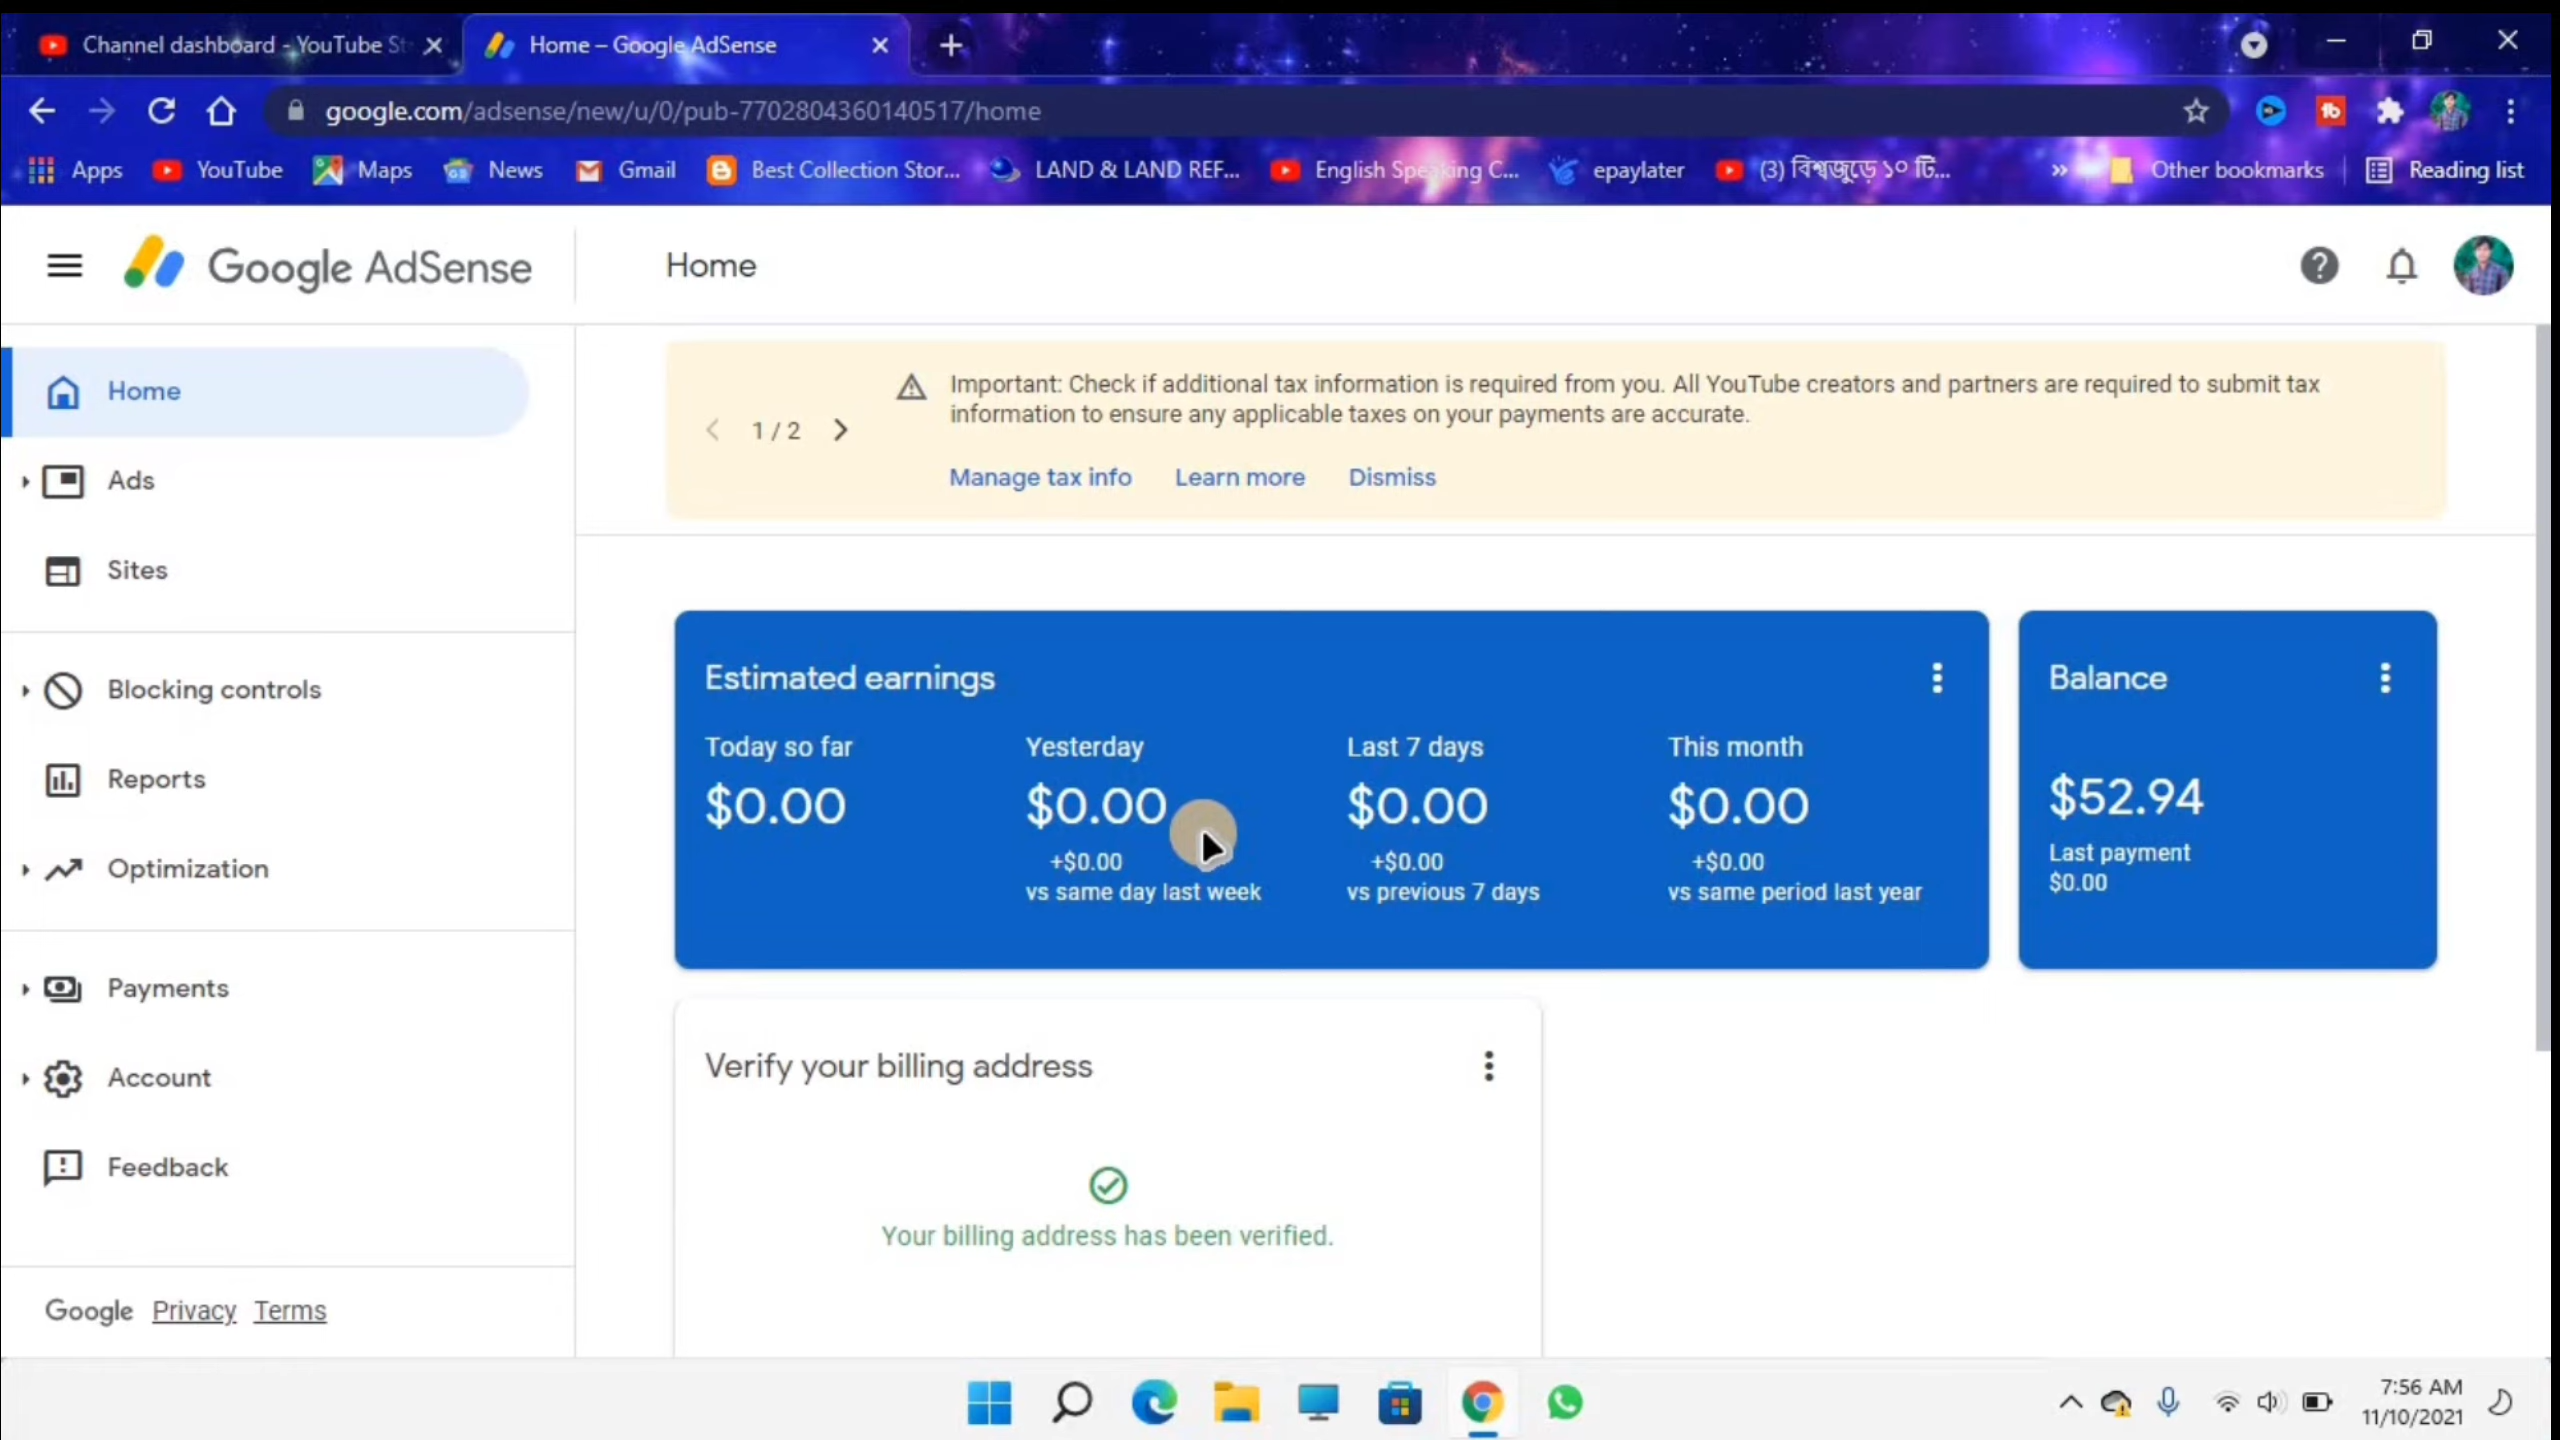 Channel dashboard - YouTube St
Home – Google AdSense
google.com/adsense/new/u/0/pub-7702804360140517/home
Apps
YouTube
Maps
News
Gmail
Best Collection Stor...
LAND & LAND REF...
English Speaking C...
epaylater
(3) বিশ্বজুড়ে ১০ টি...
»
Other bookmarks
Reading list
Google AdSense
Home
Home
Ads
Sites
Blocking controls
Reports
Optimization
Payments
Account
Feedback
Google Privacy Terms
1 / 2
Important: Check if additional tax information is required from you. All YouTube creators and partners are required to submit tax
information to ensure any applicable taxes on your payments are accurate.
Manage tax info Learn more Dismiss
Estimated earnings
Today so far
$0.00
Yesterday
$0.00
+$0.00
vs same day last week
Last 7 days
$0.00
+$0.00
vs previous 7 days
This month
$0.00
+$0.00
vs same period last year
Balance
$52.94
Last payment
$0.00
Verify your billing address
Your billing address has been verified.
7:56 AM
11/10/2021